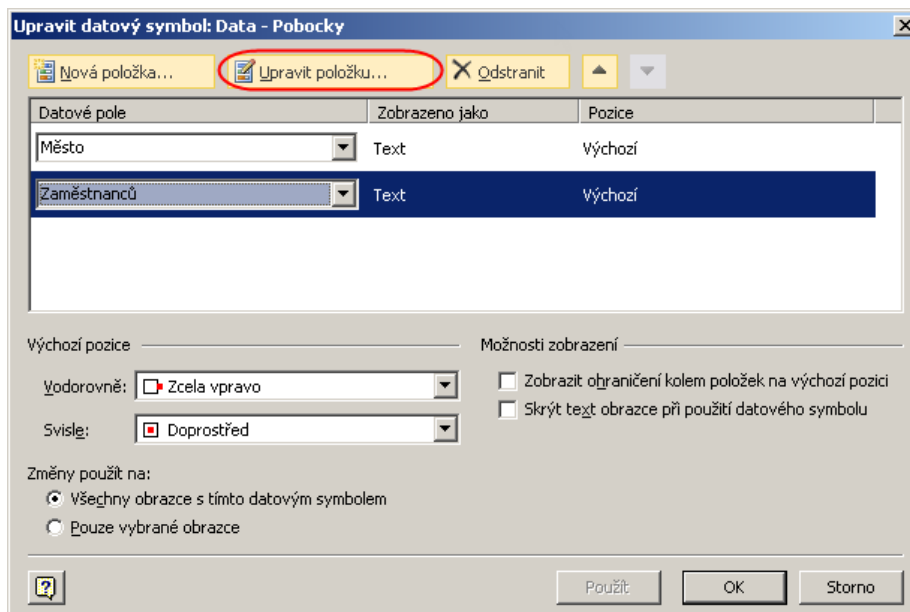 Upravit datový symbol: Data - Pobocky
Nová položka... Upravit položku... Odstranit
Datové pole Zobrazeno jako Pozice
Město Text Výchozí
Zaměstnanců Text Výchozí
Výchozí pozice Možnosti zobrazení
Vodorovně: Zcela vpravo Zobrazit ohraničení kolem položek na výchozí pozici
Svisle: Doprostřed Skrýt text obrazce při použití datového symbolu
Změny použít na:
Všechny obrazce s tímto datovým symbolem
Pouze vybrané obrazce
Použít OK Storno